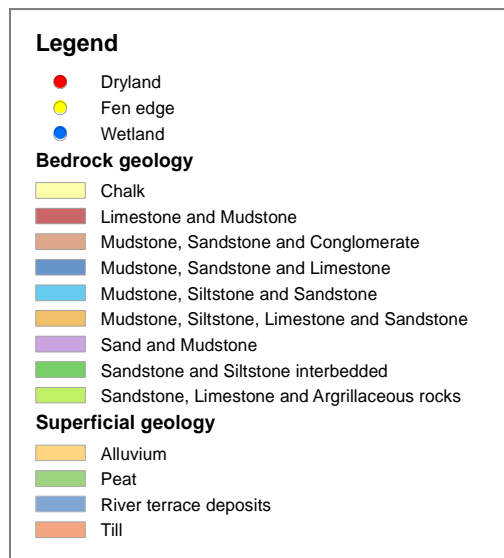 Legend
Dryland
Fen edge
Wetland
Bedrock geology
Chalk
Limestone and Mudstone
Mudstone, Sandstone and Conglomerate
Mudstone, Sandstone and Limestone
Mudstone, Siltstone and Sandstone
Mudstone, Siltstone, Limestone and Sandstone
Sand and Mudstone
Sandstone and Siltstone interbedded
Sandstone, Limestone and Argrillaceous rocks
Superficial geology
Alluvium
Peat
River terrace deposits
Till